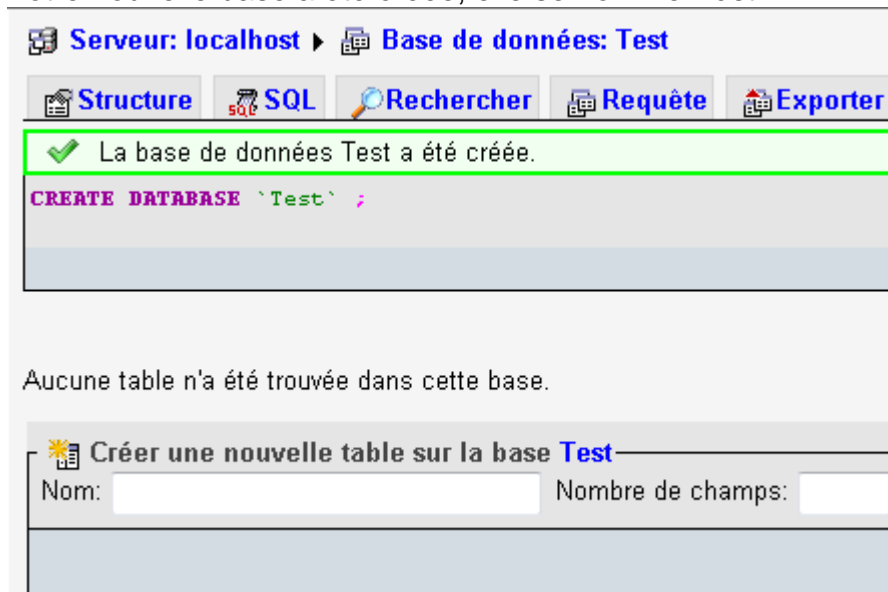 Serveur: localhost ▸ Base de données: Test
Structure SQL Rechercher Requête Exporter
La base de données Test a été créée.
CREATE DATABASE `Test` ;
Aucune table n'a été trouvée dans cette base.
Créer une nouvelle table sur la base Test
Nom: Nombre de champs: